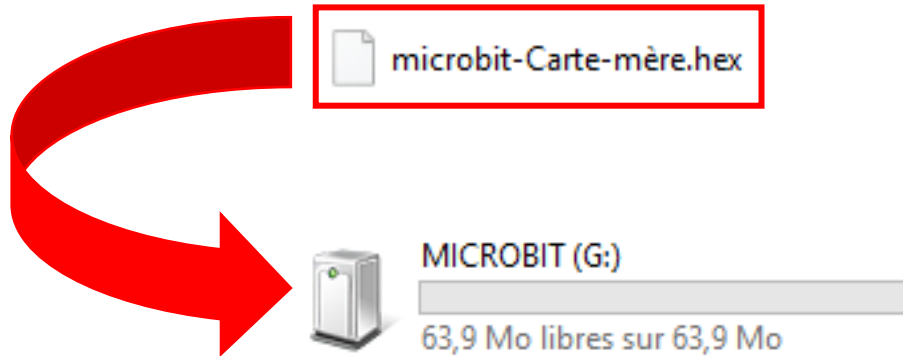 microbit-Carte-mère.hex
MICROBIT (G:)
63,9 Mo libres sur 63,9 Mo